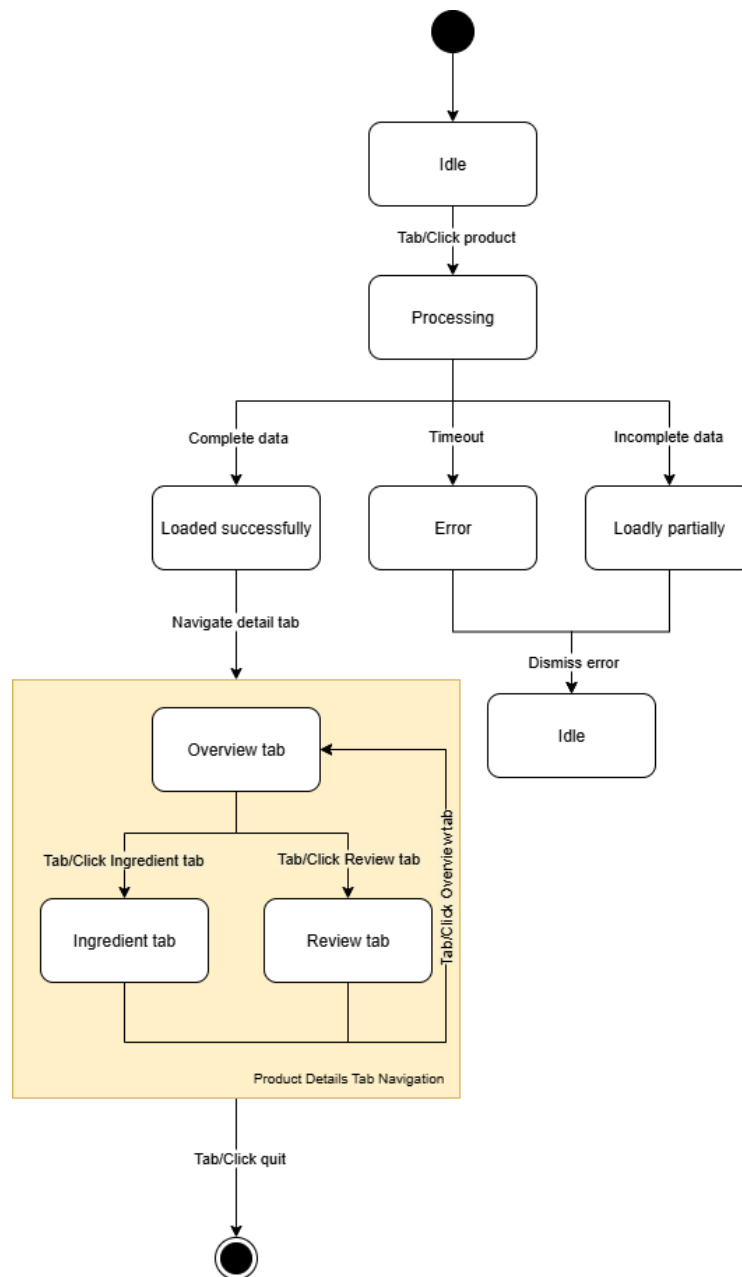 Idle
Tab/Click product
Processing
Complete data
Timeout
Incomplete data
Loaded successfully
Error
Loadly partially
Navigate detail tab
Dismiss error
Idle
Overview tab
Tab/Click Overviewtab
Tab/Click Ingredient tab
Tab/Click Review tab
Ingredient tab
Review tab
Product Details Tab Navigation
Tab/Click quit